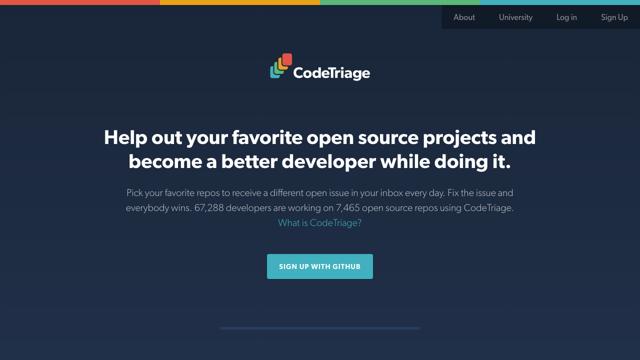 About University Log in Sign Up
CodeTriage
Help out your favorite open source projects and
become a better developer while doing it.
Pick your favorite repos to receive a different open issue in your inbox every day. Fix the issue and
everybody wins. 67,288 developers are working on 7,465 open source repos using CodeTriage.
What is CodeTriage?
SIGN UP WITH GITHUB